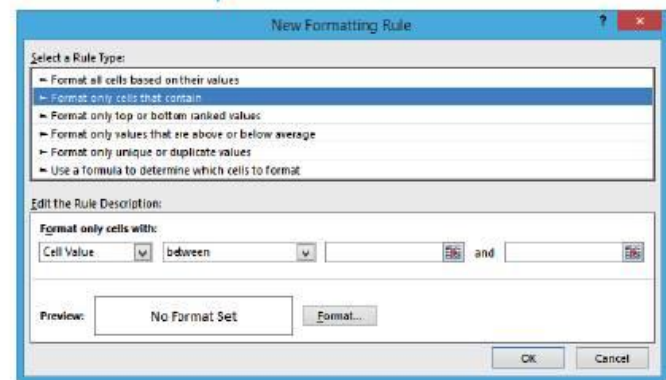 New Formatting Rule
?
Select a Rule Type:
► Format all cells based on their values
► Format only cells that contain
► Format only top or bottom ranked values
► Format only values that are above or below average
► Format only unique or duplicate values
► Use a formula to determine which cells to format
Edit the Rule Description:
Format only cells with:
Cell Value between and
Preview: No Format Set Format...
OK Cancel